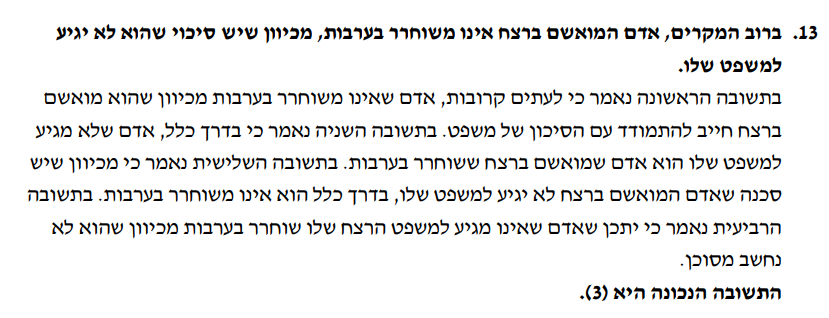 13. ברוב המקרים, אדם המואשם ברצח אינו משוחרר בערבות, מכיוון שיש סיכוי שהוא לא יגיע
למשפט שלו.
בתשובה הראשונה נאמר כי לעתים קרובות, אדם שאינו משוחרר בערבות מכיוון שהוא מואשם
ברצח חייב להתמודד עם הסיכון של משפט. בתשובה השניה נאמר כי בדרך כלל, אדם שלא מגיע
למשפט שלו הוא אדם שמואשם ברצח ששוחרר בערבות. בתשובה השלישית נאמר כי מכיוון שיש
סכנה שאדם המואשם ברצח לא יגיע למשפט שלו, בדרך כלל הוא אינו משוחרר בערבות. בתשובה
הרביעית נאמר כי יתכן שאדם שאינו מגיע למשפט הרצח שלו שוחרר בערבות מכיוון שהוא לא
נחשב מסוכן.
התשובה הנכונה היא (3).